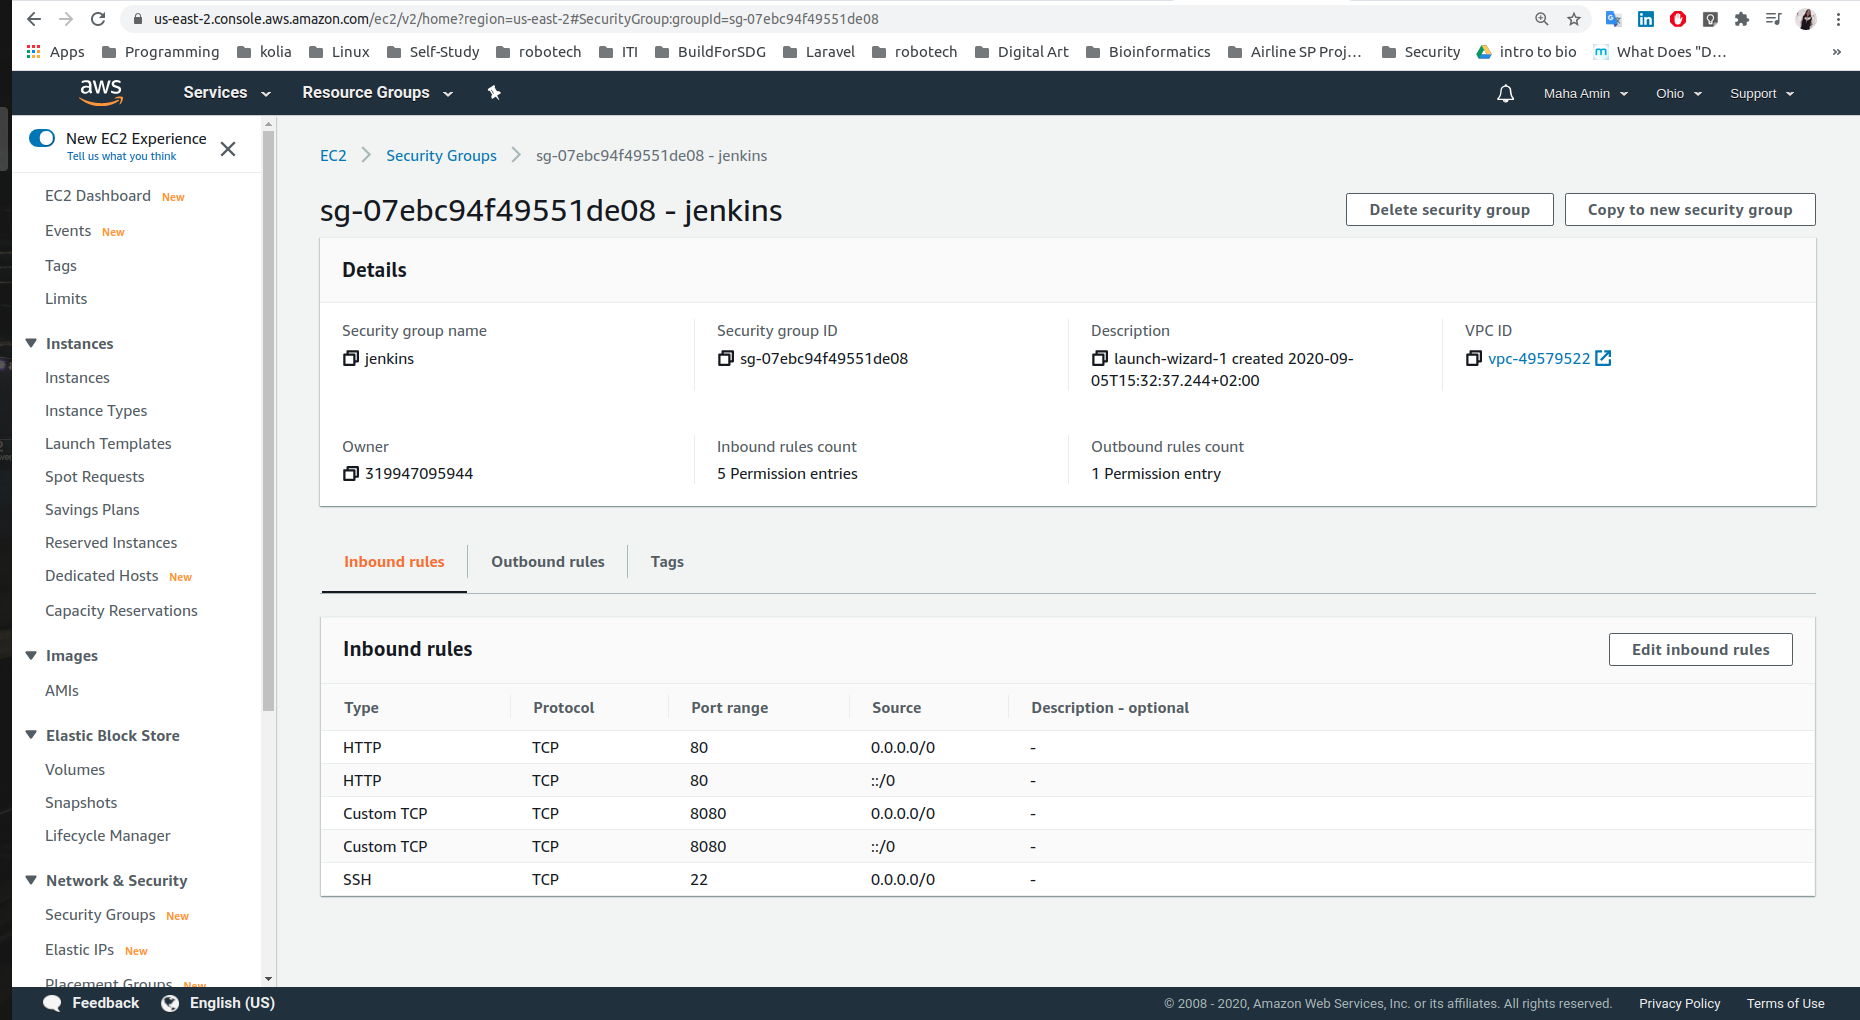 us-east-2.console.aws.amazon.com/ec2/v2/home?region=us-east-2#SecurityGroup:groupId=sg-07ebc94f49551de08
Apps Programming kolia Linux Self-Study robotech ITI BuildForSDG Laravel robotech Digital Art Bioinformatics Airline SP Proj... Security intro to bio What Does "D... »
aws Services Resource Groups Maha Amin Ohio Support
New EC2 Experience
Tell us what you think
EC2 Dashboard New
Events New
Tags
Limits
Instances
Instances
Instance Types
Launch Templates
Spot Requests
Savings Plans
Reserved Instances
Dedicated Hosts New
Capacity Reservations
Images
AMIs
Elastic Block Store
Volumes
Snapshots
Lifecycle Manager
Network & Security
Security Groups New
Elastic IPs New
Placement Groups New
EC2 > Security Groups > sg-07ebc94f49551de08 - jenkins
sg-07ebc94f49551de08 - jenkins
Delete security group Copy to new security group
Details
Security group name
jenkins
Security group ID
sg-07ebc94f49551de08
Description
launch-wizard-1 created 2020-09-
05T15:32:37.244+02:00
VPC ID
vpc-49579522
Owner
319947095944
Inbound rules count
5 Permission entries
Outbound rules count
1 Permission entry
Inbound rules Outbound rules Tags
Inbound rules Edit inbound rules
Type Protocol Port range Source Description - optional
HTTP TCP 80 0.0.0.0/0 -
HTTP TCP 80 ::/0 -
Custom TCP TCP 8080 0.0.0.0/0 -
Custom TCP TCP 8080 ::/0 -
SSH TCP 22 0.0.0.0/0 -
Feedback English (US) © 2008 - 2020, Amazon Web Services, Inc. or its affiliates. All rights reserved. Privacy Policy Terms of Use